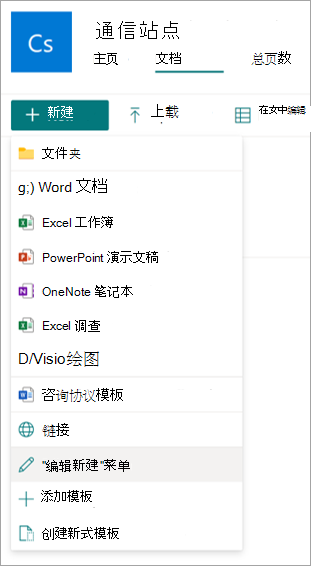 Cs
通信站点
主页 文档 总页数
新建 上载 在女中编辑
文件夹
g;) Word 文档
Excel 工作簿
PowerPoint 演示文稿
OneNote 笔记本
Excel 调查
D/Visio绘图
咨询协议模板
链接
"编辑新建"菜单
添加模板
创建新式模板